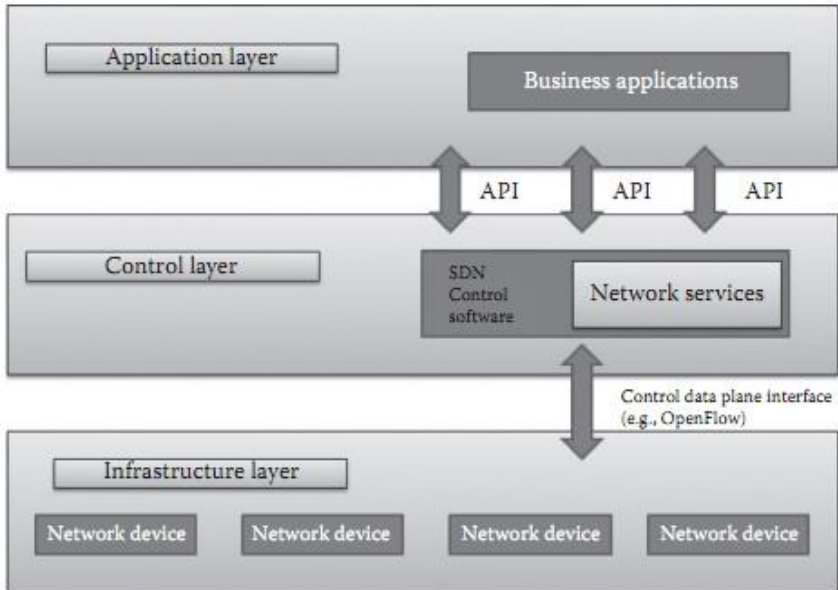 Application layer
Business applications
API
API
API
Control layer
SDN
Control
software
Network services
Control data plane interface
(e.g., OpenFlow)
Infrastructure layer
Network device
Network device
Network device
Network device